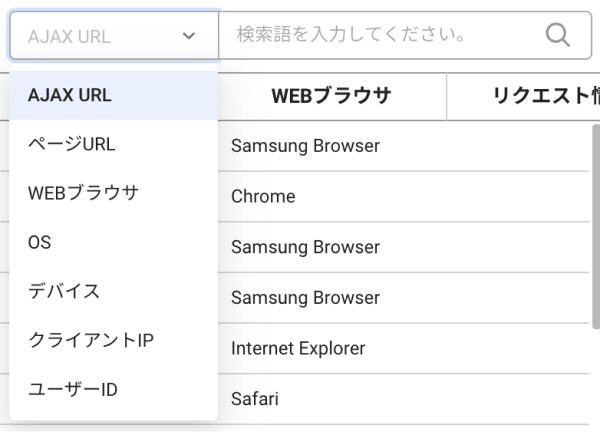 AJAX URL
検索語を入力してください。
AJAX URL
WEBブラウザ
リクエスト情
ページURL
Samsung Browser
WEBブラウザ
Chrome
OS
Samsung Browser
デバイス
Samsung Browser
クライアントIP
Internet Explorer
ユーザーID
Safari